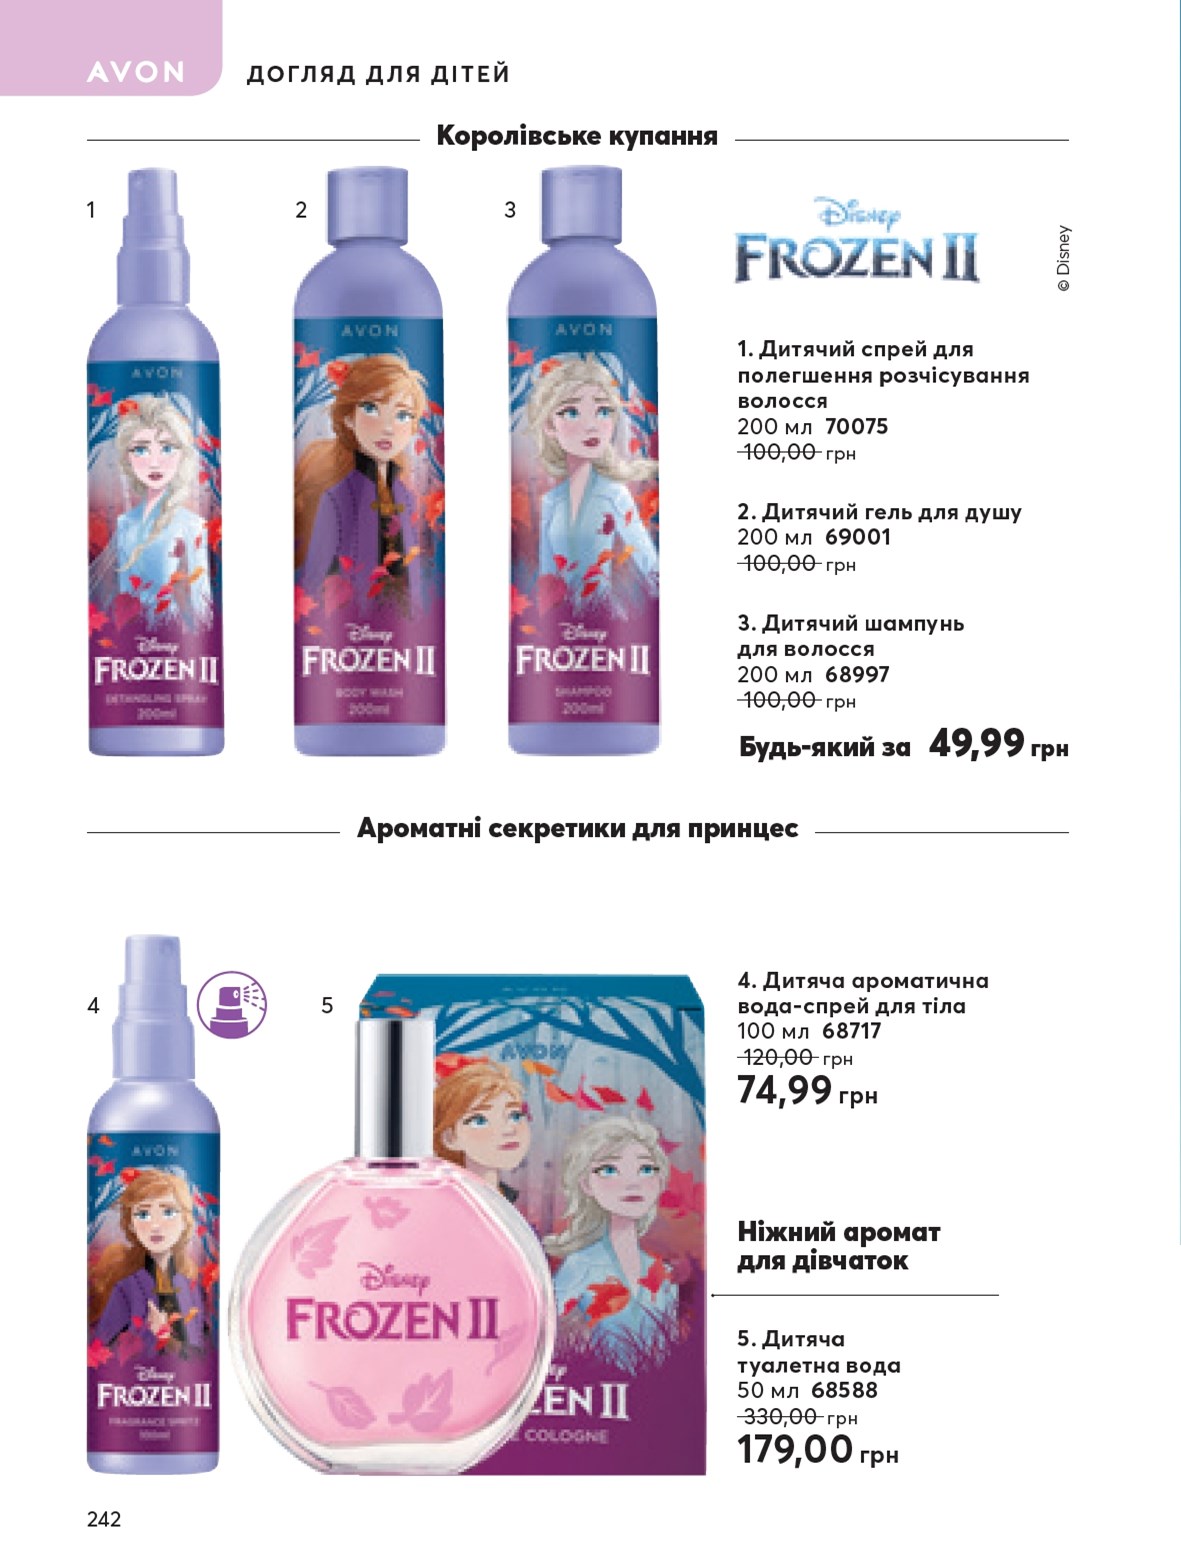 AVON
ДОГЛЯД ДЛЯ ДІТЕЙ
Королівське купання
1
2
3
AVON
Disney
FROZEN II
DETANGLING SPRAY
200ml
AVON
Disney
FROZEN II
BODY WASH
200ml
AVON
Disney
FROZEN II
SHAMPOO
200ml
Disney
FROZEN II
© Disney
1. Дитячий спрей для
полегшення розчісування
волосся
200 мл 70075
100,00 грн
2. Дитячий гель для душу
200 мл 69001
100,00 грн
3. Дитячий шампунь
для волосся
200 мл 68997
100,00 грн
Будь-який за 49,99 грн
Ароматні секретики для принцес
4
5
AVON
Disney
FROZEN II
FRAGRANCE SPRITZ
100ml
Disney
FROZEN II
AVON
ZEN II
COLOGNE
4. Дитяча ароматична
вода-спрей для тіла
100 мл 68717
120,00 грн
74,99 грн
Ніжний аромат
для дівчаток
5. Дитяча
туалетна вода
50 мл 68588
330,00 грн
179,00 грн
242